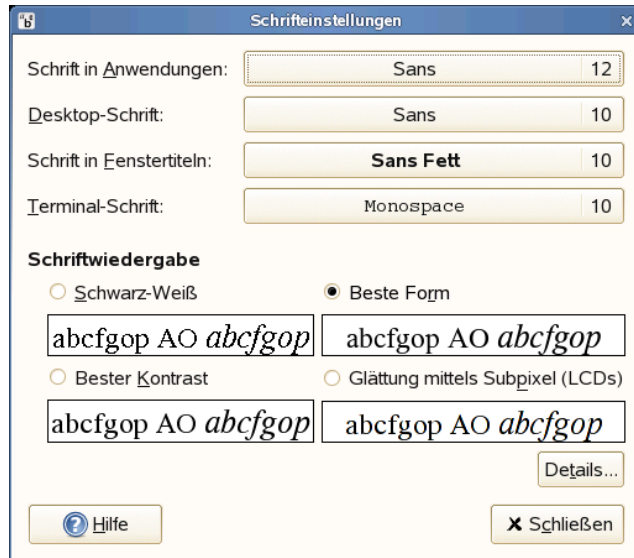 Schrifteinstellungen
Schrift in Anwendungen: Sans 12
Desktop-Schrift: Sans 10
Schrift in Fenstertiteln: Sans Fett 10
Terminal-Schrift: Monospace 10
Schriftwiedergabe
Schwarz-Weiß Beste Form
abcfgop AO abcfgop abcfgop AO abcfgop
Bester Kontrast Glättung mittels Subpixel (LCDs)
abcfgop AO abcfgop abcfgop AO abcfgop
Details...
Hilfe Schließen